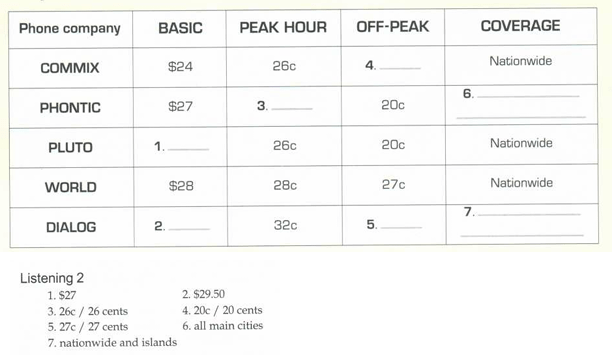 Phone company BASIC PEAK HOUR OFF-PEAK COVERAGE
COMMIX $24 26c 4. ______ Nationwide
PHONTIC $27 3. ______ 20c 6. ______
PLUTO 1. ______ 26c 20c Nationwide
WORLD $28 28c 27c Nationwide
DIALOG 2. ______ 32c 5. ______ 7. ______
Listening 2
1. $27 2. $29.50
3. 26c / 26 cents 4. 20c / 20 cents
5. 27c / 27 cents 6. all main cities
7. nationwide and islands